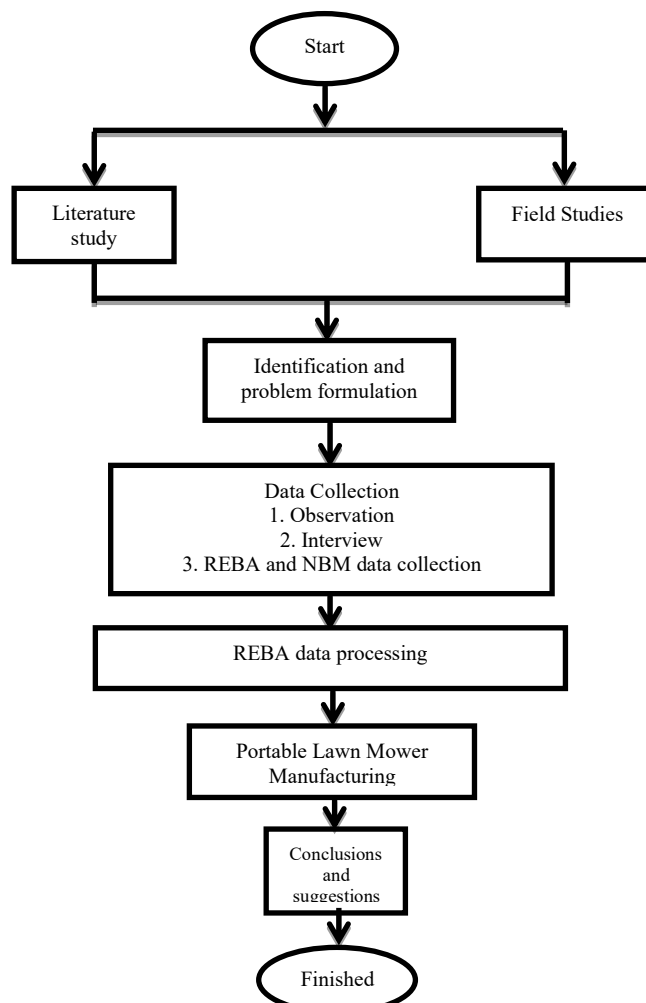 Start
Literature
study
Field Studies
Identification and
problem formulation
Data Collection
1. Observation
2. Interview
3. REBA and NBM data collection
REBA data processing
Portable Lawn Mower
Manufacturing
Conclusions
and
suggestions
Finished